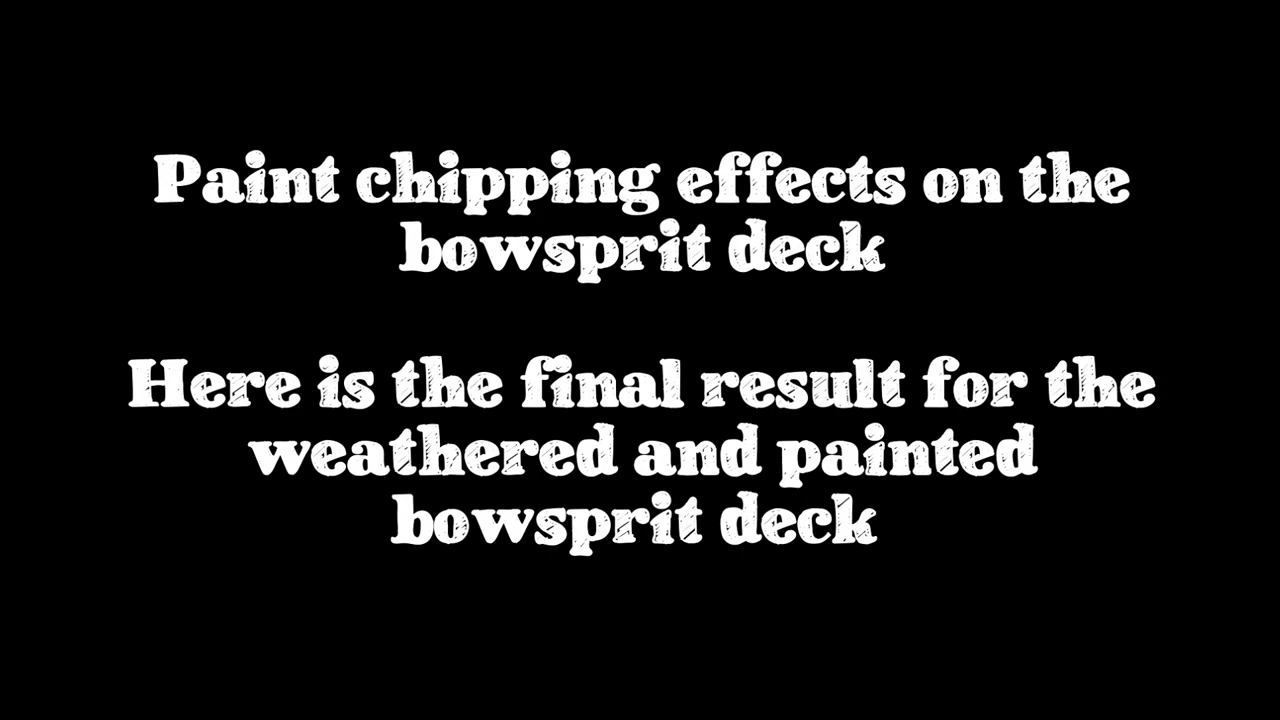 Paint chipping effects on the
bowsprit deck
Here is the final result for the
weathered and painted
bowsprit deck